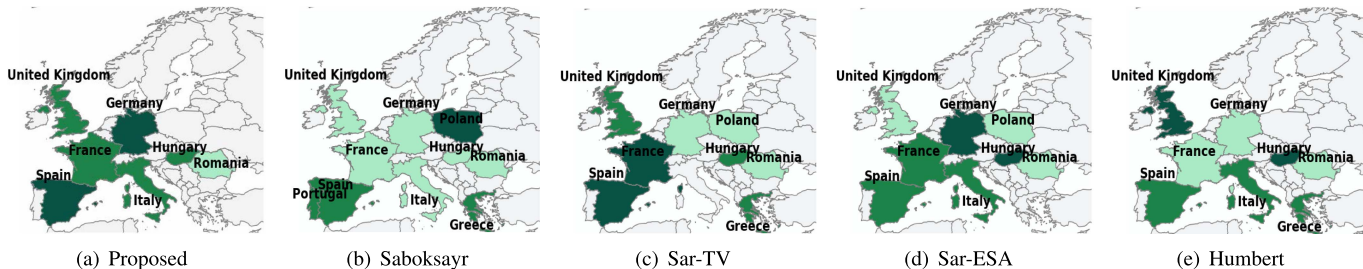 United Kingdom
Germany
France
Hungary
Romania
Spain
Italy
(a) Proposed
United Kingdom
Germany
Poland
France
Hungary
Romania
Spain
Portugal
Italy
Greece
(b) Saboksayr
United Kingdom
Germany
Poland
France
Hungary
Romania
Spain
Greece
(c) Sar-TV
United Kingdom
Germany
Poland
France
Hungary
Romania
Spain
Italy
(d) Sar-ESA
United Kingdom
Germany
France
Hungary
Romania
Spain
Italy
Greece
(e) Humbert